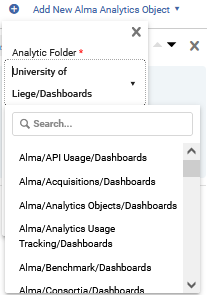 Add New Alma Analytics Object
Analytic Folder *
University of
Liege/Dashboards
Search...
Alma/API Usage/Dashboards
Alma/Acquisitions/Dashboards
Alma/Analytics Objects/Dashboards
Alma/Analytics Usage
Tracking/Dashboards
Alma/Benchmark/Dashboards
Alma/Consortia/Dashboards